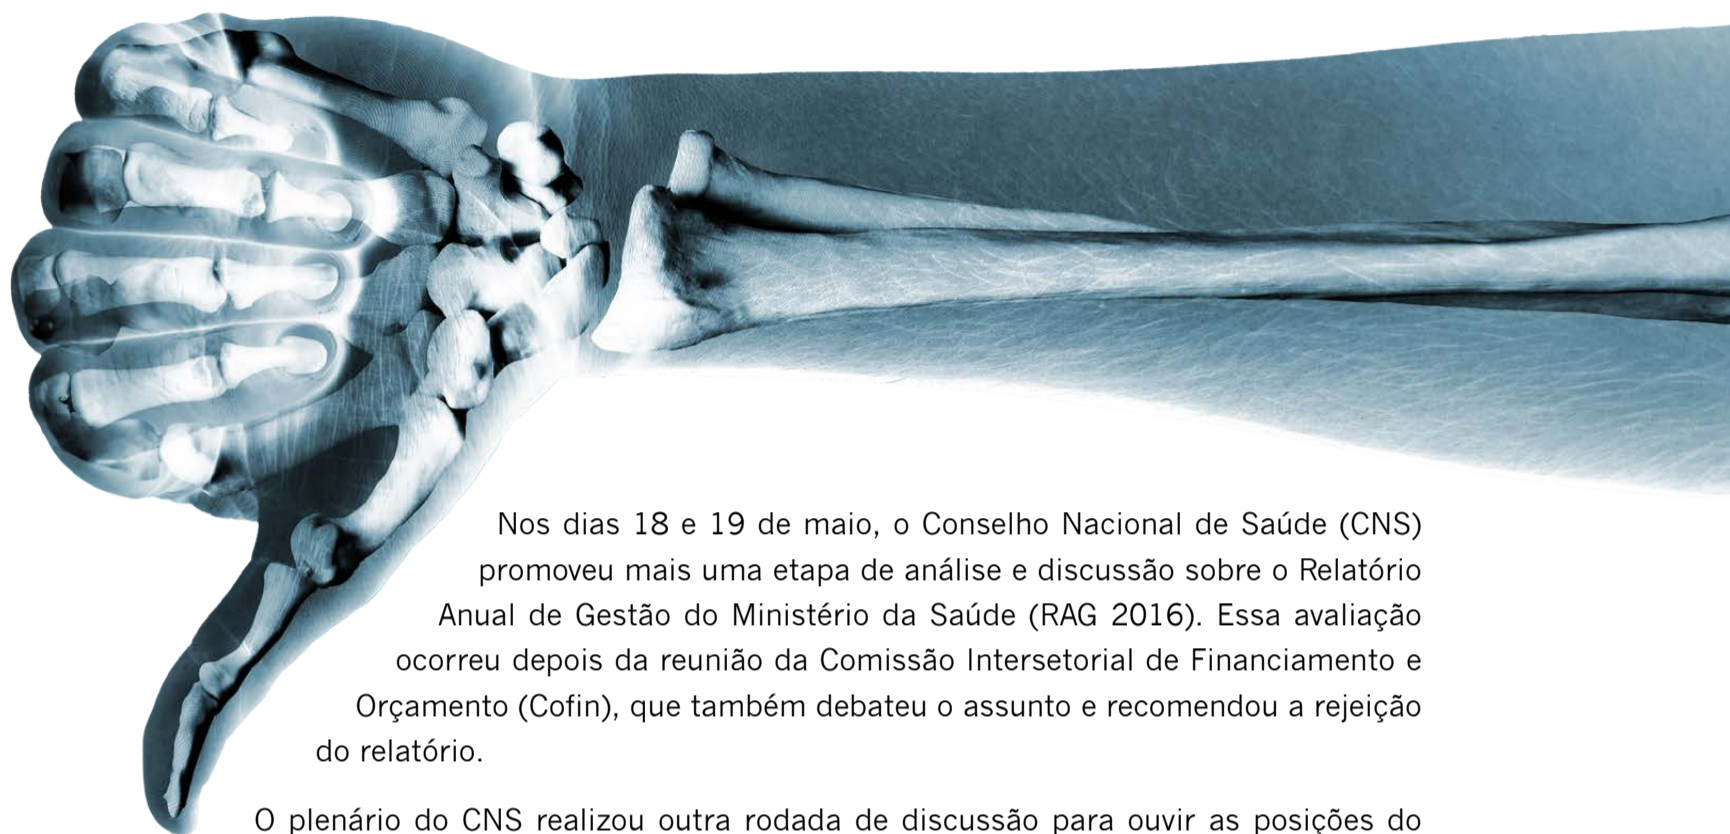 Nos dias 18 e 19 de maio, o Conselho Nacional de Saúde (CNS)
promoveu mais uma etapa de análise e discussão sobre o Relatório
Anual de Gestão do Ministério da Saúde (RAG 2016). Essa avaliação
ocorreu depois da reunião da Comissão Intersetorial de Financiamento e
Orçamento (Cofin), que também debateu o assunto e recomendou a rejeição
do relatório.
O plenário do CNS realizou outra rodada de discussão para ouvir as posições do